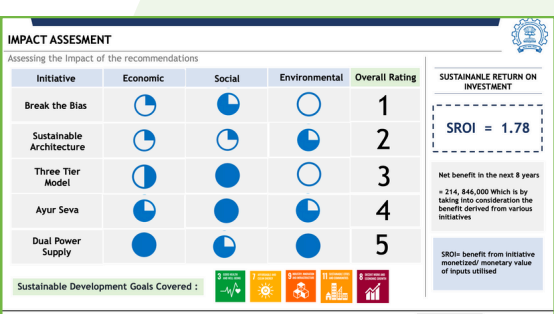 IMPACT ASSESMENT
Assessing the Impact of the recommendations
Initiative Economic Social Environmental Overall Rating
Break the Bias 1
Sustainable
Architecture 2
Three Tier
Model 3
Ayur Seva 4
Dual Power
Supply 5
Sustainable Development Goals Covered :
3
7
9
11
8
SUSTAINANLE RETURN ON
INVESTMENT
SROI = 1.78
Net benefit in the next 8 years
= 214, 846,000 Which is by
taking into consideration the
benefit derived from various
initiatives
SROI= benefit from initiative
monetized/ monetary value
of inputs utilised